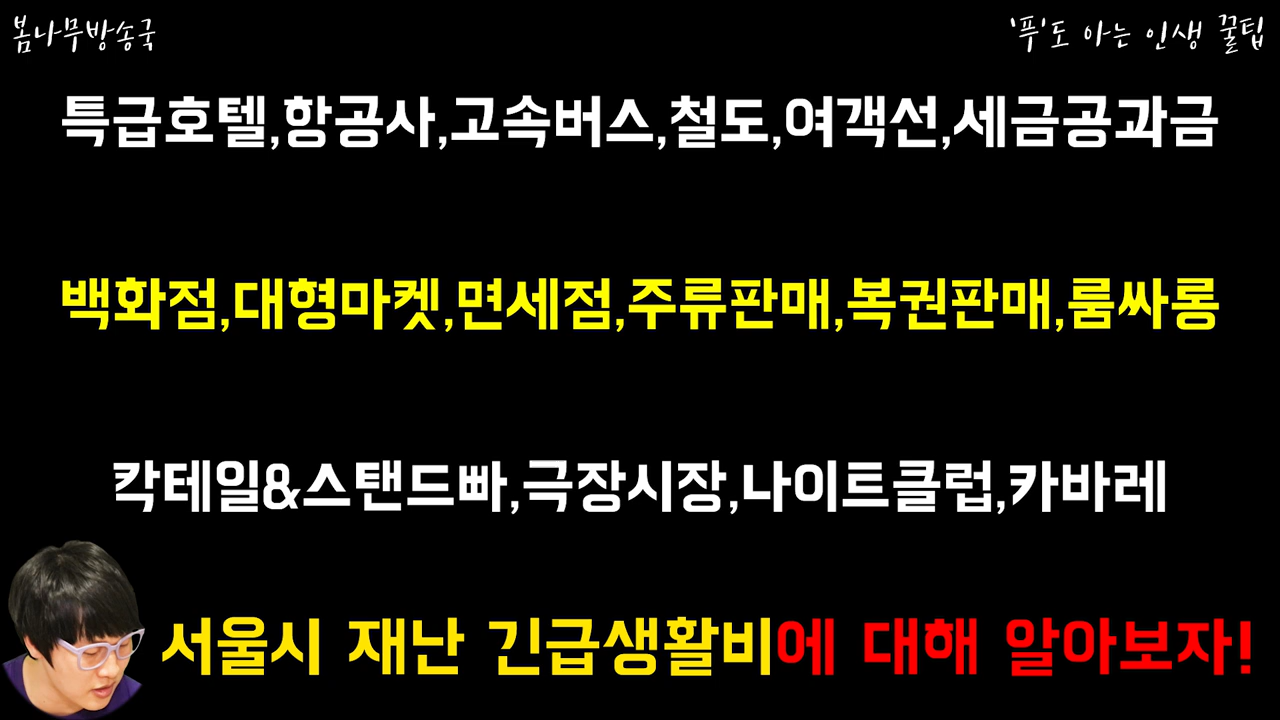 봄나무방송국
'푸'도 아는 인생 꿀팁
특급호텔,항공사,고속버스,철도,여객선,세금공과금
백화점,대형마켓,면세점,주류판매,복권판매,룸싸롱
칵테일&스탠드빠,극장시장,나이트클럽,카바레
서울시 재난 긴급생활비에 대해 알아보자!